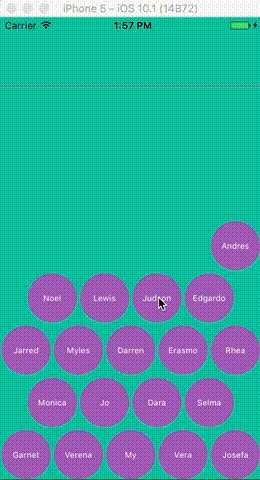 iPhone 5 – iOS 10.1 (14B72)
Carrier 1:57 PM
Andres
Noel Lewis Judson Edgardo
Jarred Myles Darren Erasmo Rhea
Monica Jo Dara Selma
Garnet Verena My Vera Josefa